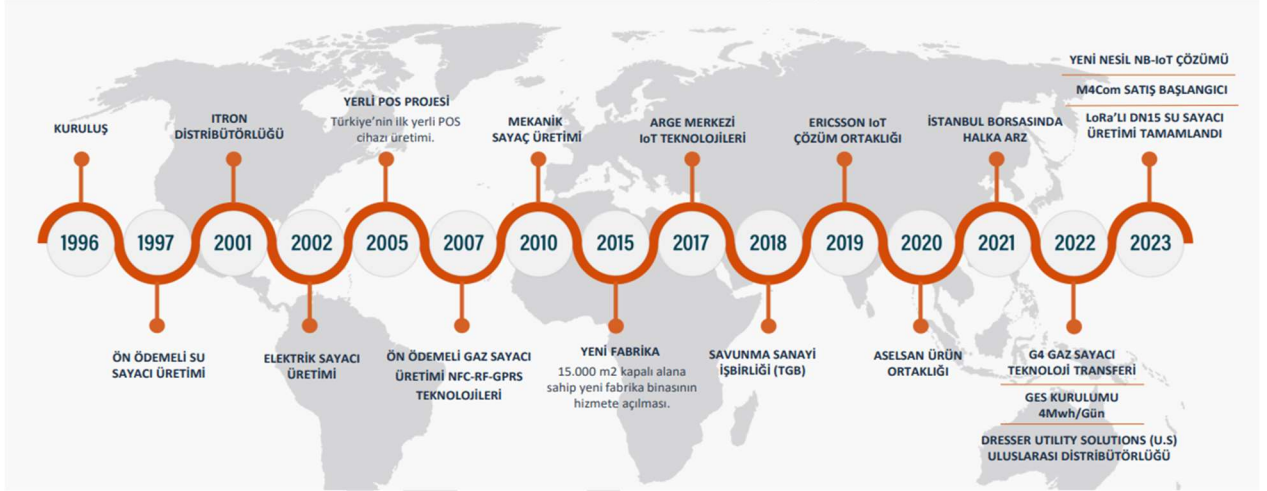 KURULUŞ
ITRON
DİSTRİBÜTÖRLÜĞÜ
YERLİ POS PROJESİ
Türkiye'nin ilk yerli POS
cihazı üretimi.
MEKANİK
SAYAÇ ÜRETİMİ
ARGE MERKEZİ
IoT TEKNOLOJİLERİ
ERICSSON IoT
ÇÖZÜM ORTAKLIĞI
İSTANBUL BORSASINDA
HALKA ARZ
YENİ NESİL NB-IoT ÇÖZÜMÜ
M4Com SATIŞ BAŞLANGICI
LoRa'LI DN15 SU SAYACI
ÜRETİMİ TAMAMLANDI
1996
1997
2001
2002
2005
2007
2010
2015
2017
2018
2019
2020
2021
2022
2023
ÖN ÖDEMELİ SU
SAYACI ÜRETİMİ
ELEKTRİK SAYACI
ÜRETİMİ
ÖN ÖDEMELİ GAZ SAYACI
ÜRETİMİ NFC-RF-GPRS
TEKNOLOJİLERİ
YENİ FABRİKA
15.000 m2 kapalı alana
sahip yeni fabrika binasının
hizmete açılması.
SAVUNMA SANAYİ
İŞBİRLİĞİ (TGB)
ASELSAN ÜRÜN
ORTAKLIĞI
G4 GAZ SAYACI
TEKNOLOJİ TRANSFERİ
GES KURULUMU
4Mwh/Gün
DRESSER UTILITY SOLUTIONS (U.S)
ULUSLARASI DİSTRİBÜTÖRLÜĞÜ